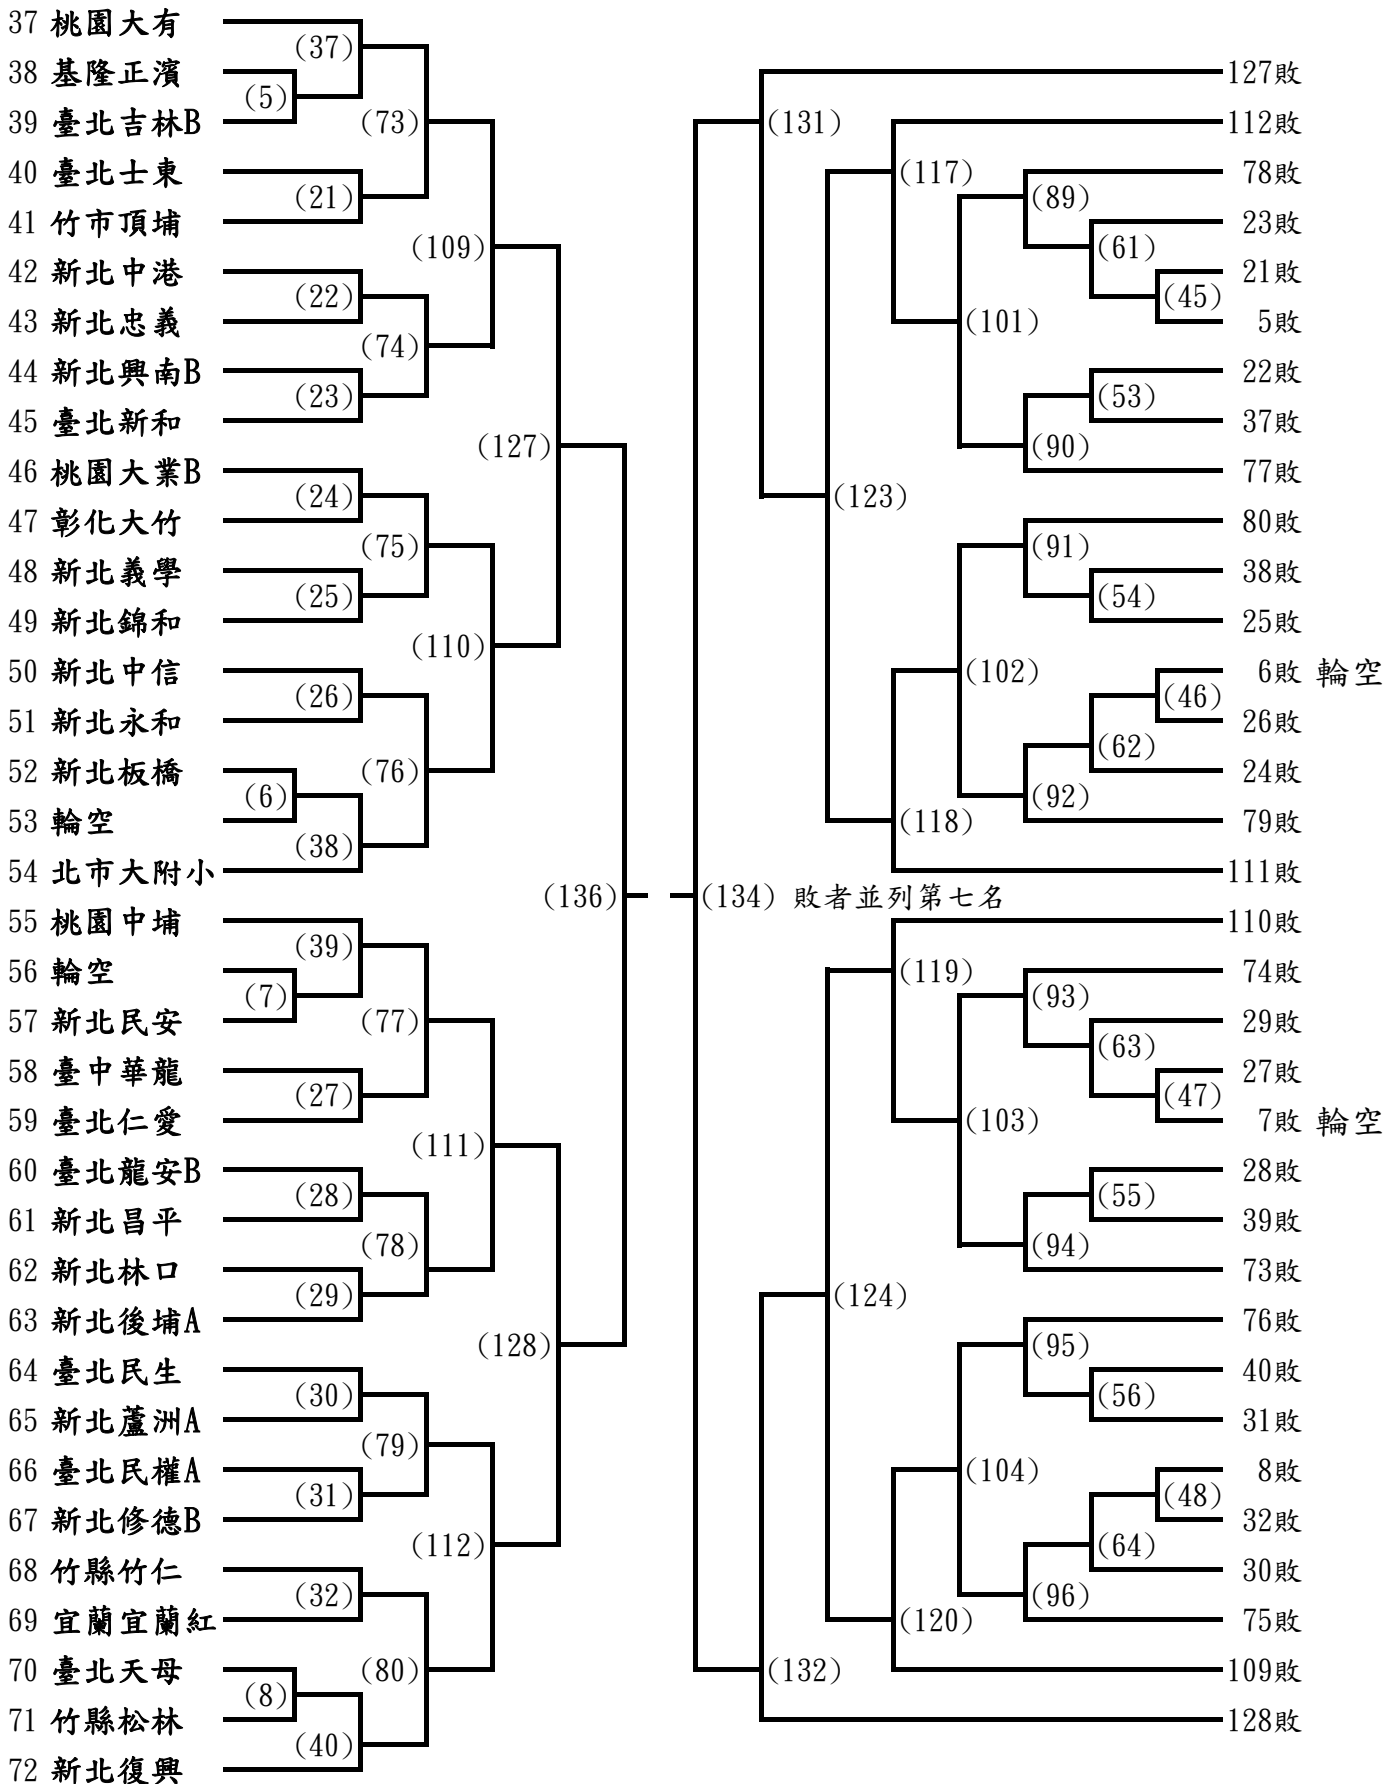 37 桃園大有
(37)
38 基隆正濱
127敗
(5)
39 臺北吉林B
(73)
(131)
112敗
40 臺北士東
(117)
78敗
(21)
(89)
41 竹市頂埔
23敗
(109)
(61)
42 新北中港
21敗
(22)
(45)
43 新北忠義
(101)
5敗
(74)
44 新北興南B
22敗
(23)
(53)
45 臺北新和
37敗
(127)
(90)
46 桃園大業B
77敗
(24)
(123)
47 彰化大竹
80敗
(75)
(91)
48 新北義學
38敗
(25)
(54)
49 新北錦和
25敗
(110)
50 新北中信
(102)
6敗 輪空
(26)
(46)
51 新北永和
26敗
(62)
52 新北板橋
(76)
24敗
(6)
(92)
53 輪空
(118)
79敗
(38)
54 北市大附小
111敗
(136)
(134) 敗者並列第七名
55 桃園中埔
110敗
(39)
56 輪空
(119)
74敗
(7)
(93)
57 新北民安
(77)
29敗
(63)
58 臺中華龍
27敗
(27)
(47)
59 臺北仁愛
(103)
7敗 輪空
(111)
60 臺北龍安B
28敗
(28)
(55)
61 新北昌平
39敗
(78)
(94)
62 新北林口
73敗
(29)
(124)
63 新北後埔A
76敗
(128)
(95)
64 臺北民生
40敗
(30)
(56)
65 新北蘆洲A
31敗
(79)
66 臺北民權A
(104)
8敗
(31)
(48)
67 新北修德B
32敗
(112)
(64)
68 竹縣竹仁
30敗
(32)
(96)
69 宜蘭宜蘭紅
(120)
75敗
70 臺北天母
(80)
(132)
109敗
(8)
71 竹縣松林
128敗
(40)
72 新北復興